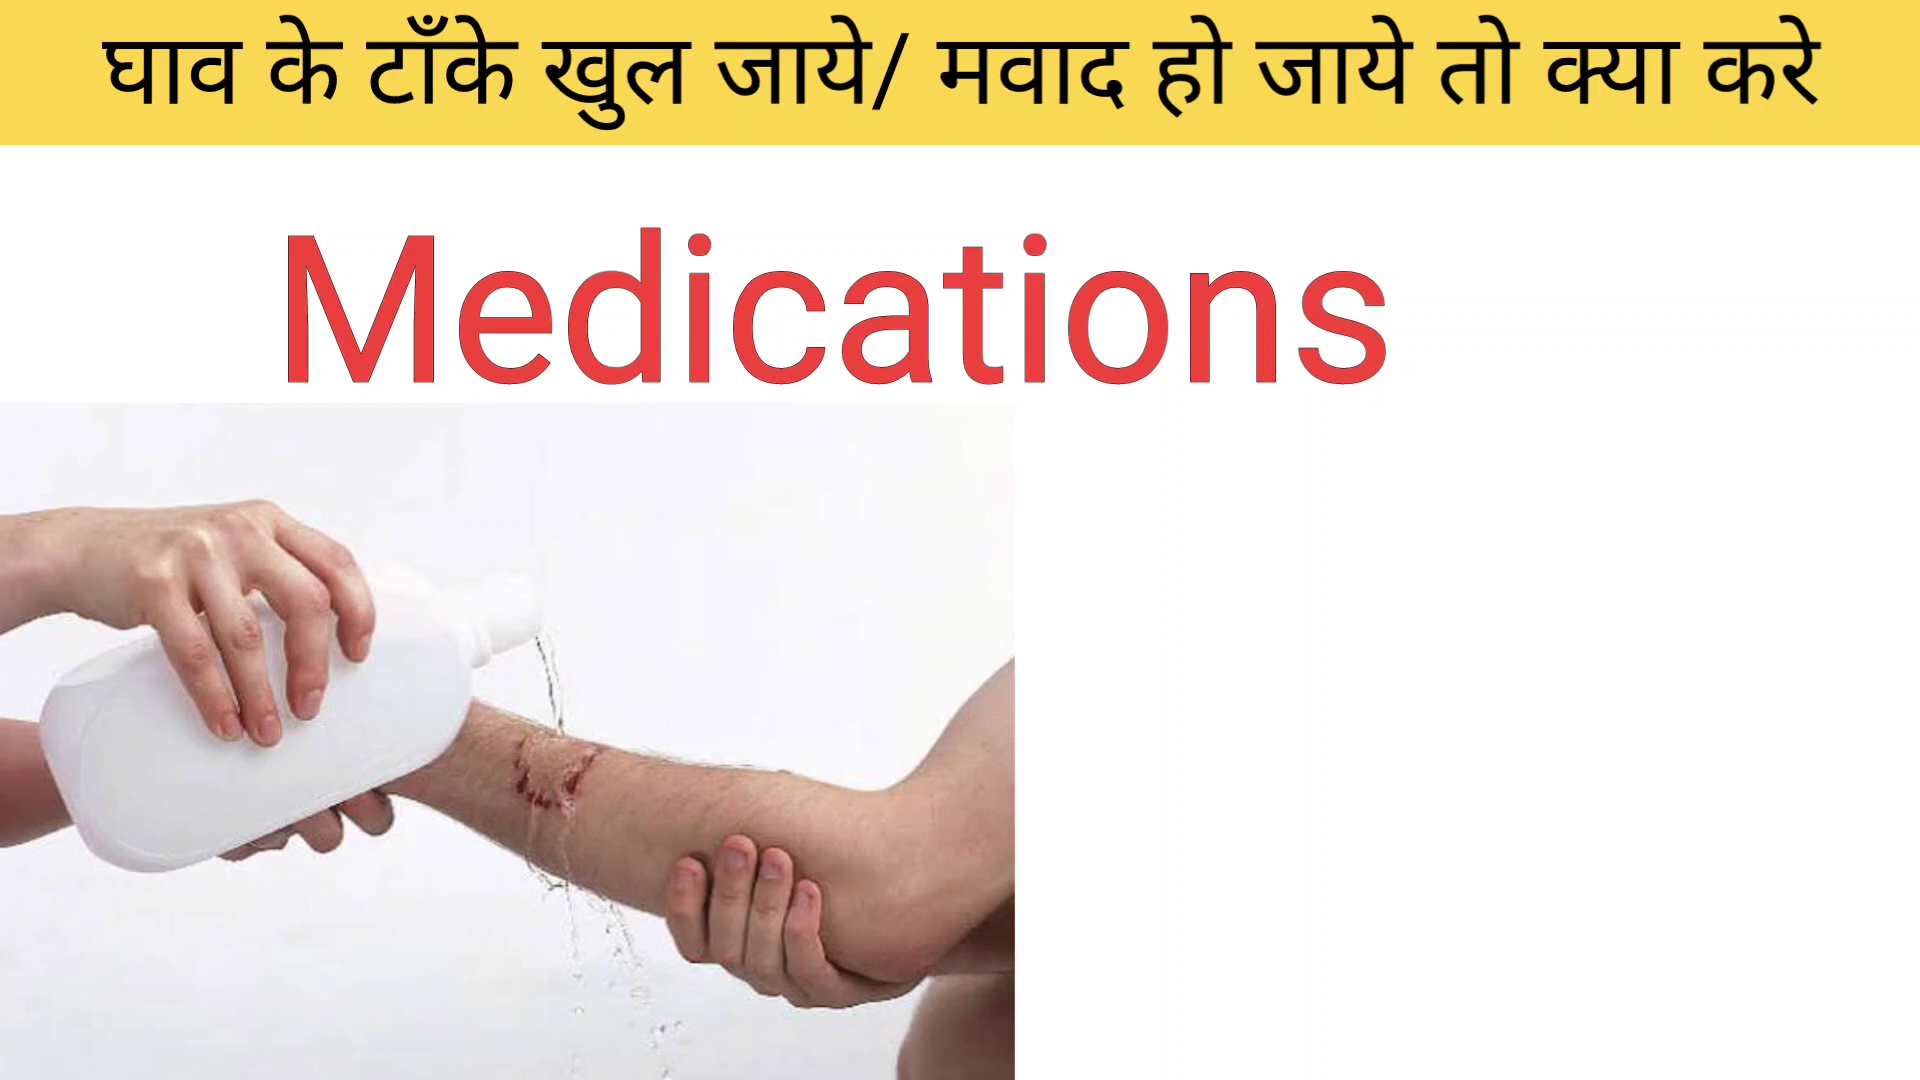 घाव के टाँके खुल जाये/ मवाद हो जाये तो क्या करे
Medications